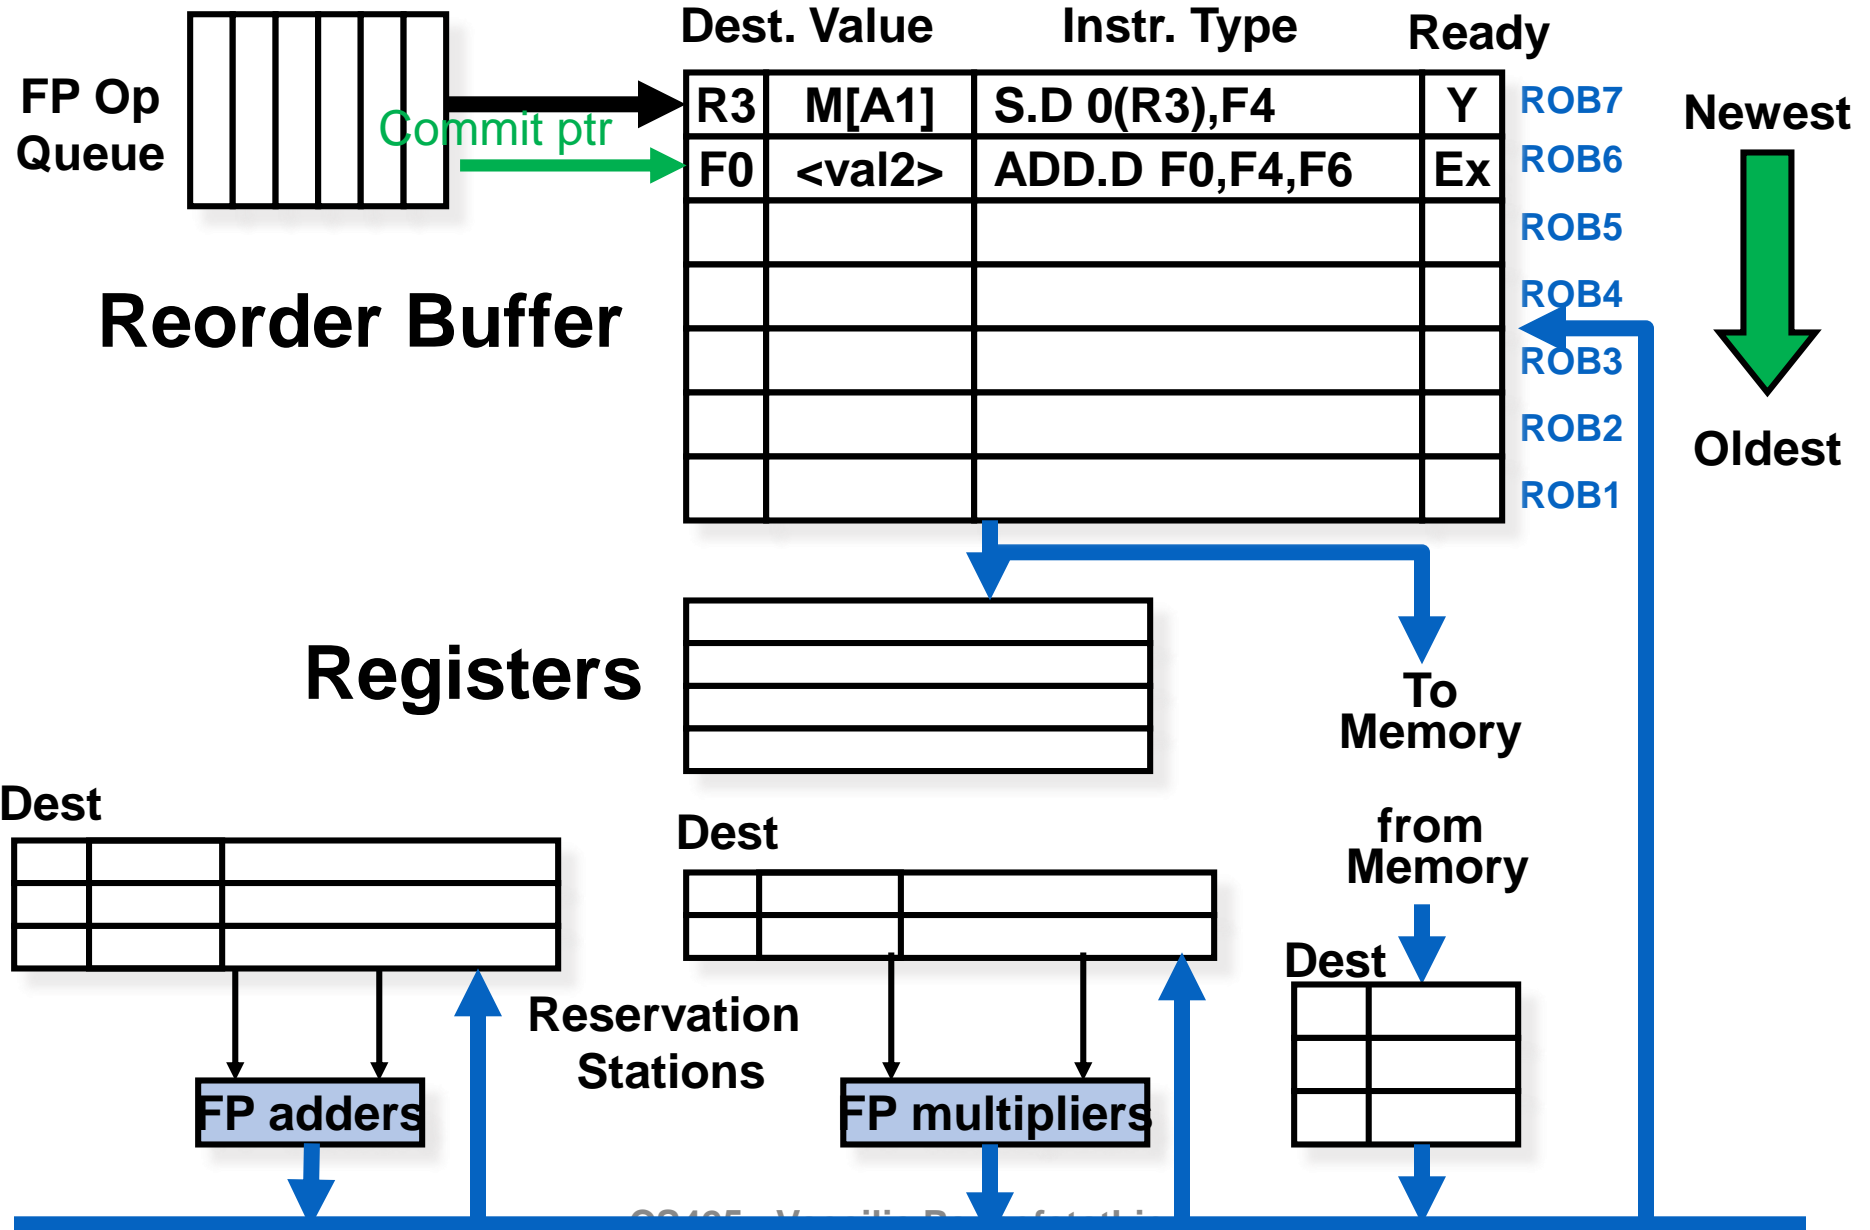 Dest. Value Instr. Type Ready
FP Op
Queue
Commit ptr
R3 M[A1] S.D 0(R3),F4 Y ROB7
F0 <val2> ADD.D F0,F4,F6 Ex ROB6
ROB5
ROB4
ROB3
ROB2
ROB1
Newest
Oldest
Reorder Buffer
Registers
To
Memory
Dest
Dest
from
Memory
Dest
Reservation
Stations
FP adders
FP multipliers